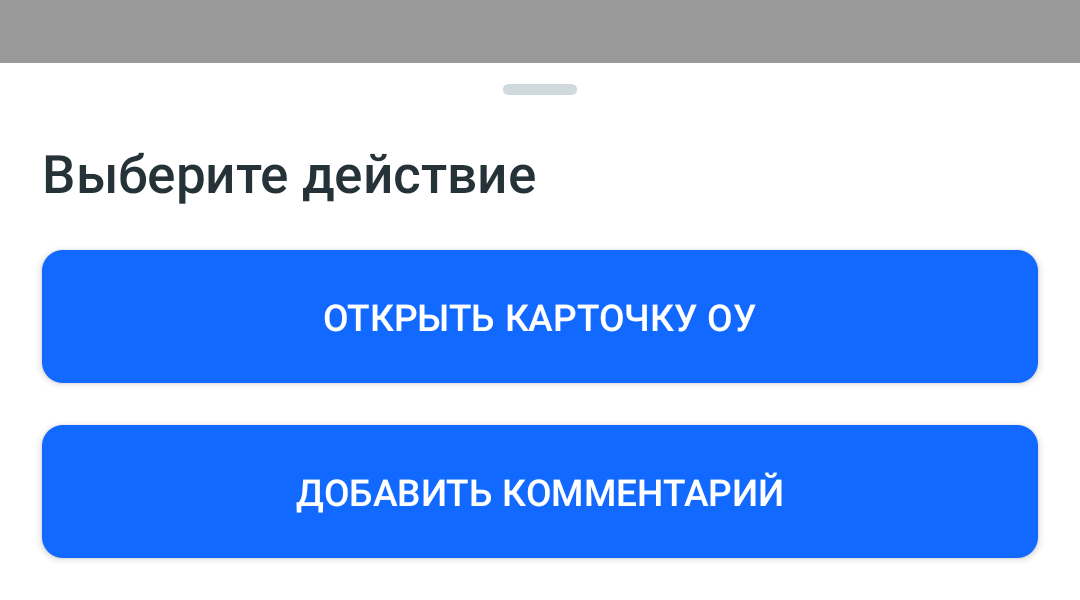 Выберите действие
ОТКРЫТЬ КАРТОЧКУ ОУ
ДОБАВИТЬ КОММЕНТАРИЙ